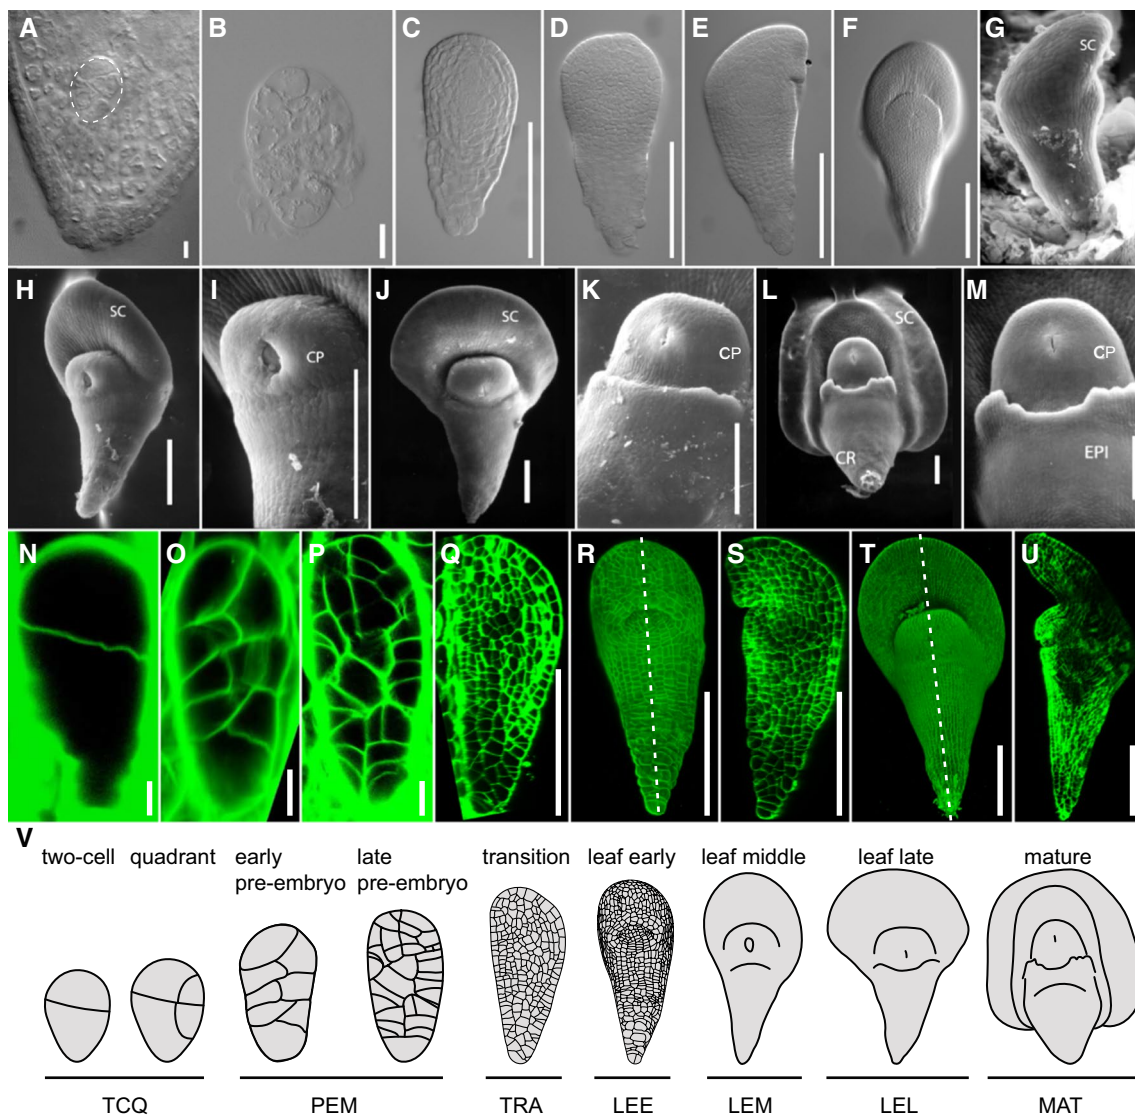 A B C D E F G
SC
H I J K L M
SC CP SC CP SC CP
CR EPI
N O P Q R S T U
V
two-cell quadrant early pre-embryo late pre-embryo transition leaf early leaf middle leaf late mature
TCQ PEM TRA LEE LEM LEL MAT